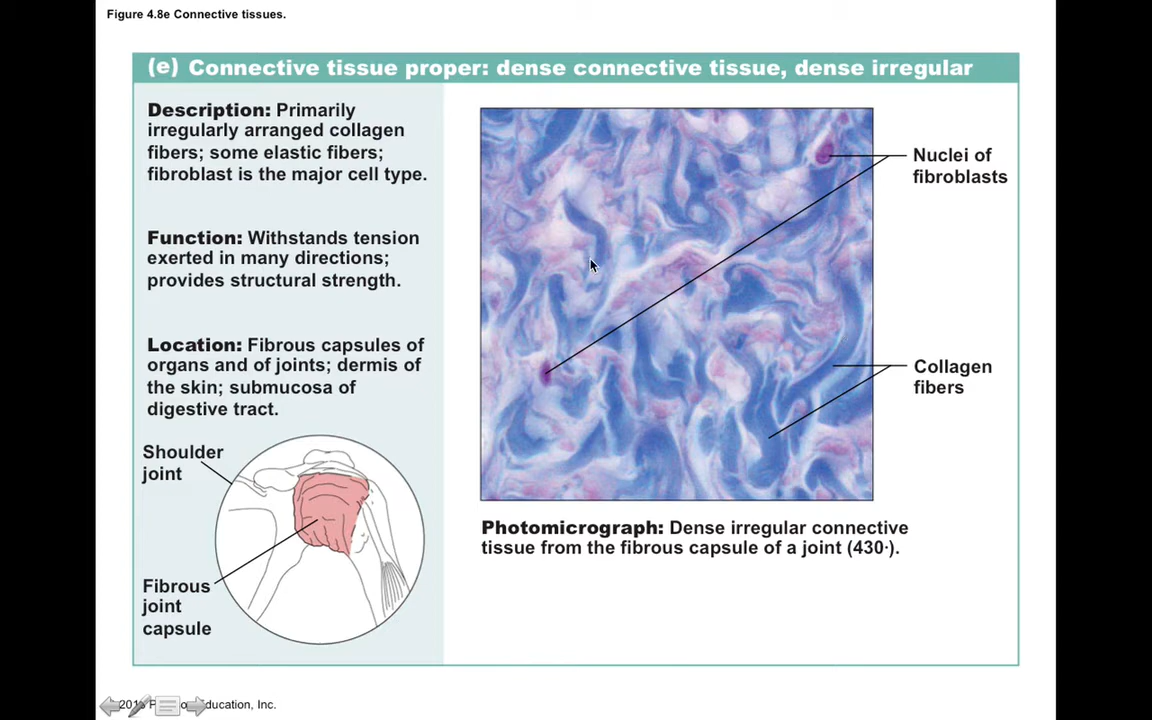 Figure 4.8e Connective tissues.
(e) Connective tissue proper: dense connective tissue, dense irregular
Description: Primarily
irregularly arranged collagen
fibers; some elastic fibers;
fibroblast is the major cell type.
Function: Withstands tension
exerted in many directions;
provides structural strength.
Location: Fibrous capsules of
organs and of joints; dermis of
the skin; submucosa of
digestive tract.
Shoulder
joint
Fibrous
joint
capsule
Nuclei of
fibroblasts
Collagen
fibers
Photomicrograph: Dense irregular connective
tissue from the fibrous capsule of a joint (430·).
Inc.